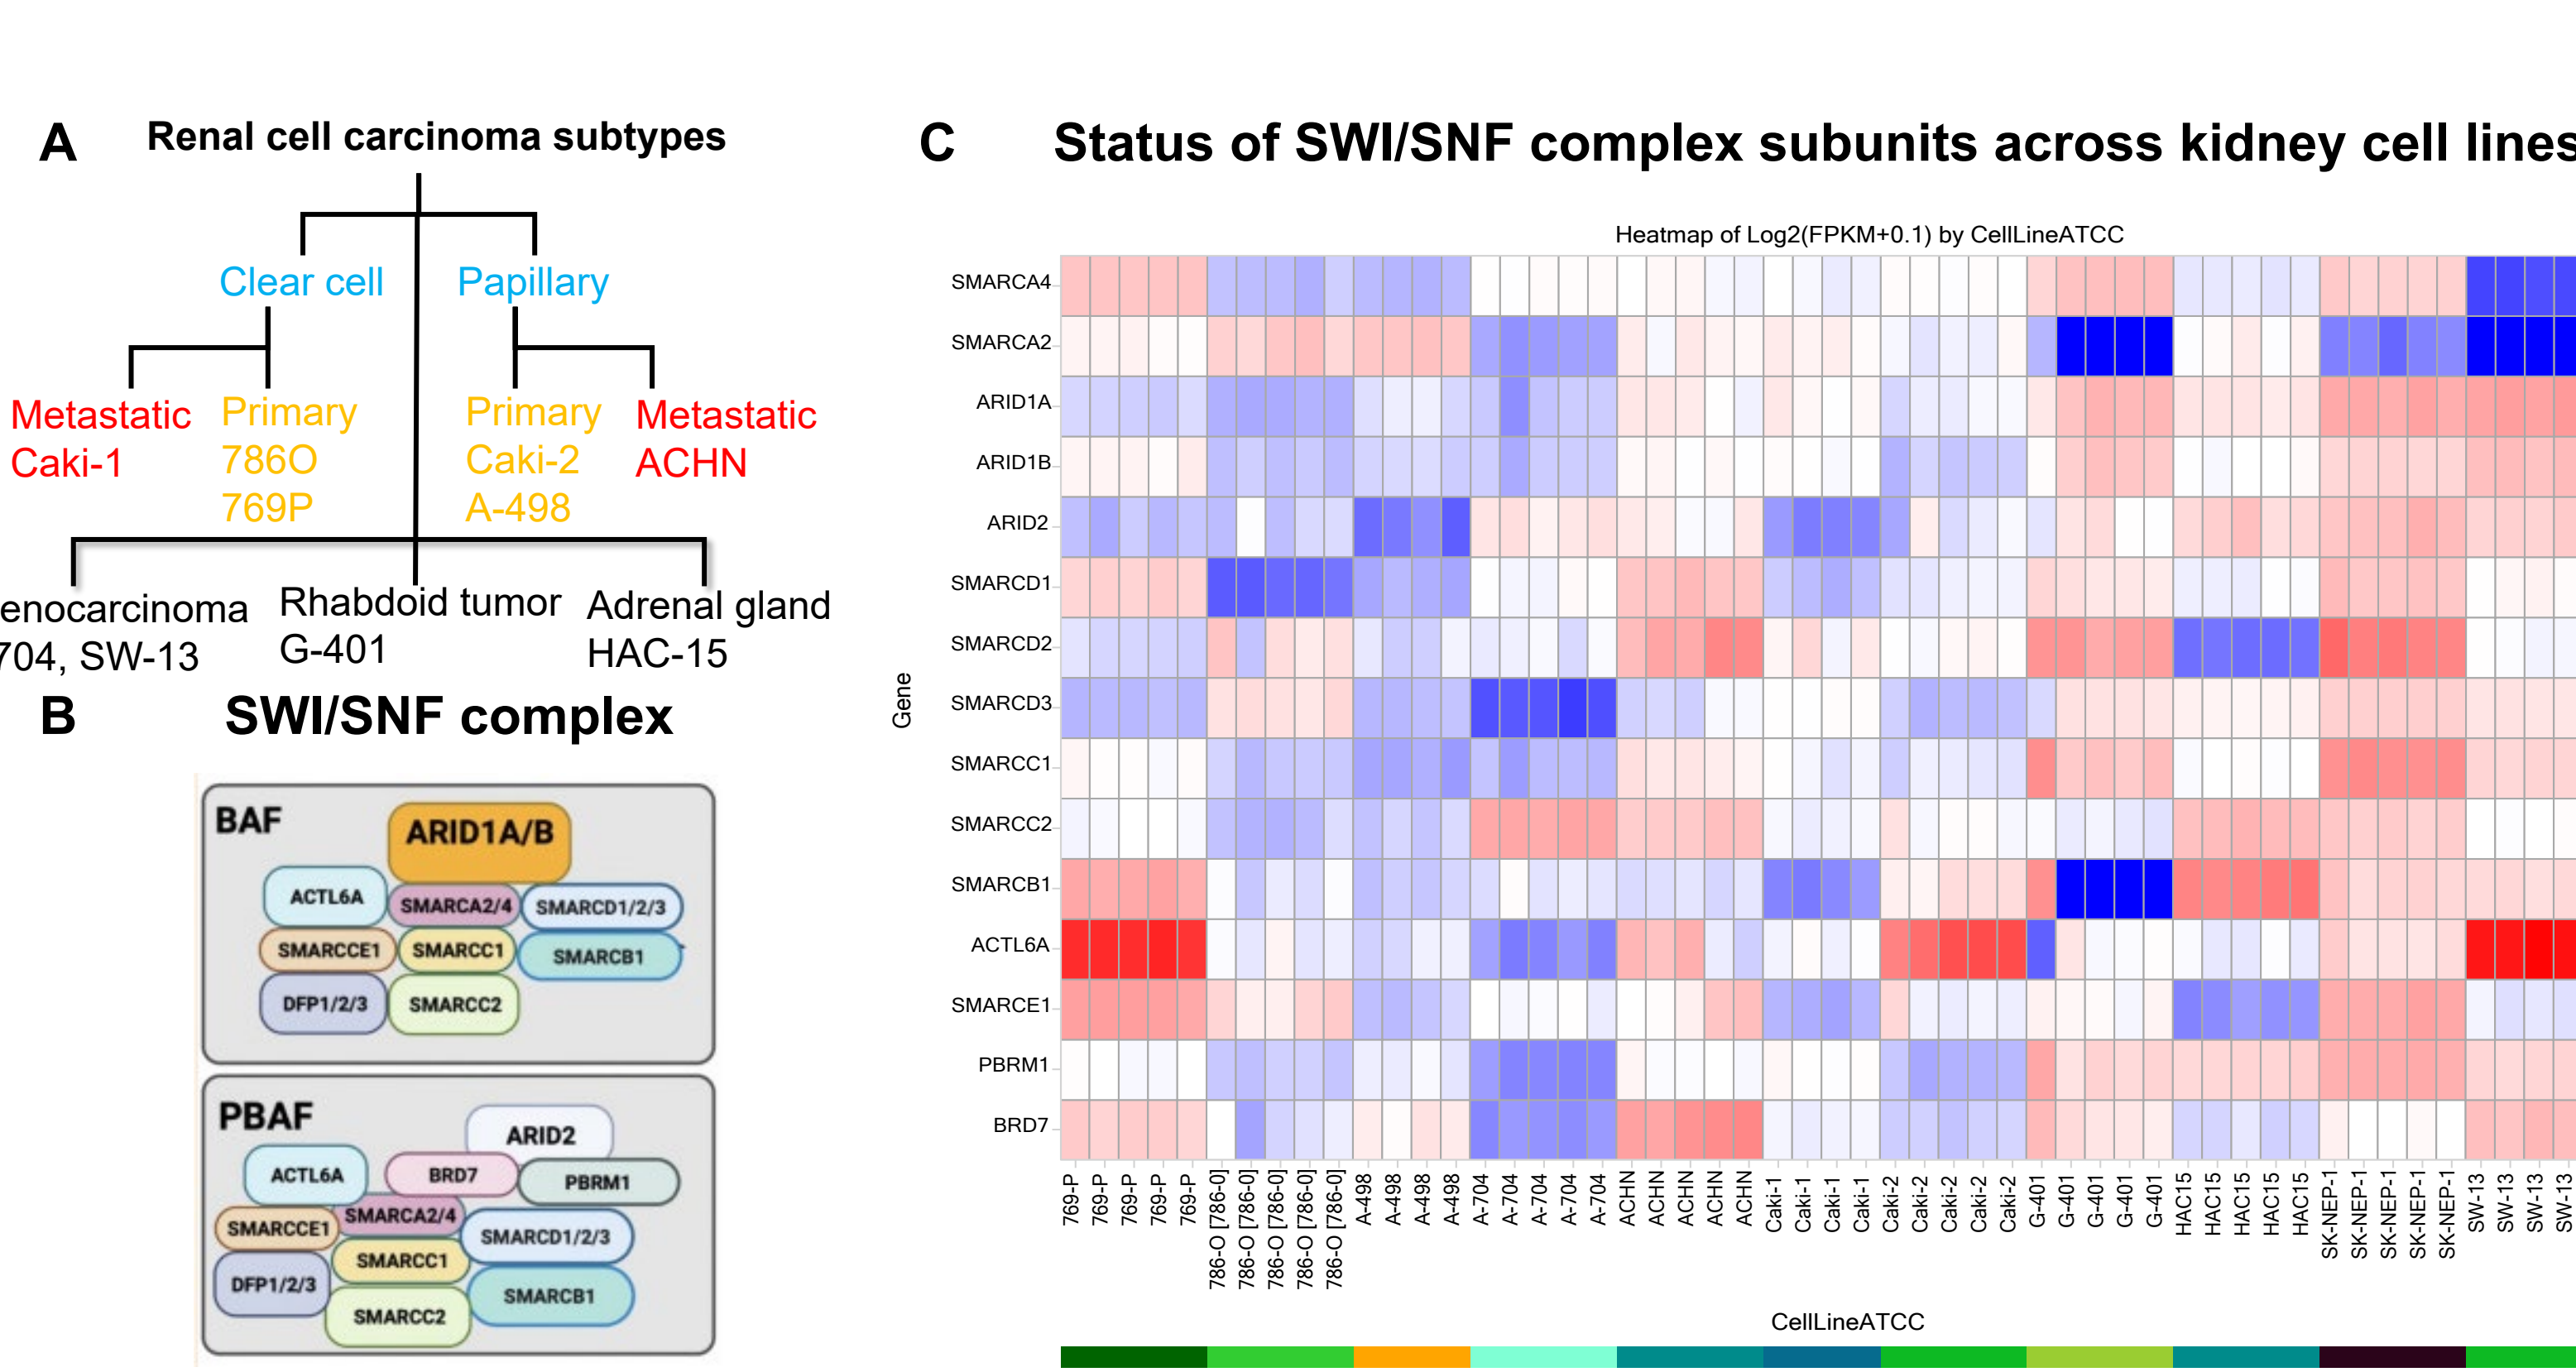 A
Renal cell carcinoma subtypes
Clear cell
Papillary
Metastatic
Caki-1
Primary
786O
769P
Primary
Caki-2
A-498
Metastatic
ACHN
enocarcinoma
704, SW-13
Rhabdoid tumor
G-401
Adrenal gland
HAC-15
B
SWI/SNF complex
BAF
ARID1A/B
ACTL6A
SMARCA2/4
SMARCD1/2/3
SMARCCE1
SMARCC1
SMARCB1
DFP1/2/3
SMARCC2
PBAF
ARID2
ACTL6A
BRD7
PBRM1
SMARCCE1
SMARCA2/4
SMARCD1/2/3
SMARCC1
DFP1/2/3
SMARCB1
SMARCC2
C
Status of SWI/SNF complex subunits across kidney cell lines
Heatmap of Log2(FPKM+0.1) by CellLineATCC
Gene
SMARCA4
SMARCA2
ARID1A
ARID1B
ARID2
SMARCD1
SMARCD2
SMARCD3
SMARCC1
SMARCC2
SMARCB1
ACTL6A
SMARCE1
PBRM1
BRD7
769-P
769-P
769-P
769-P
769-P
786-O [786-0]
786-O [786-0]
786-O [786-0]
786-O [786-0]
786-O [786-0]
A-498
A-498
A-498
A-498
A-704
A-704
A-704
A-704
A-704
ACHN
ACHN
ACHN
ACHN
ACHN
Caki-1
Caki-1
Caki-1
Caki-1
Caki-2
Caki-2
Caki-2
Caki-2
Caki-2
G-401
G-401
G-401
G-401
G-401
HAC15
HAC15
HAC15
HAC15
HAC15
SK-NEP-1
SK-NEP-1
SK-NEP-1
SK-NEP-1
SK-NEP-1
SW-13
SW-13
SW-13
SW-13
CellLineATCC